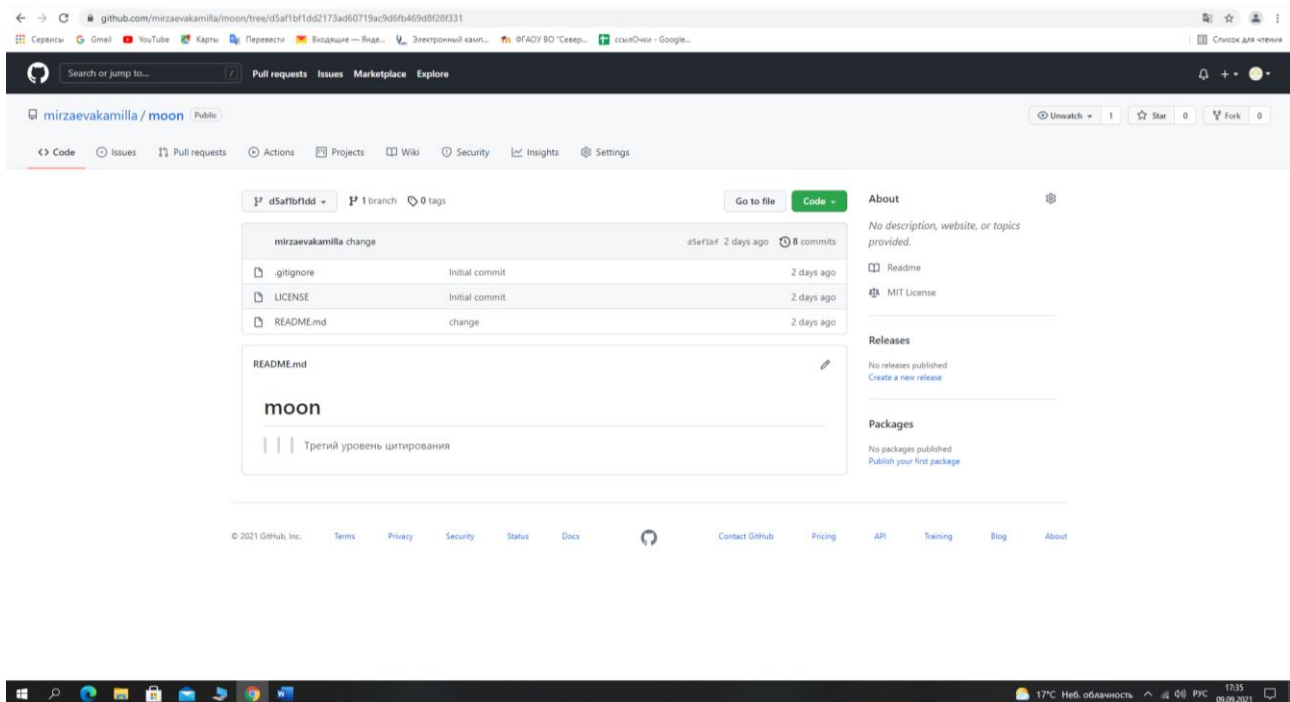 github.com/mirzaevakamilla/moon/tree/d5af1bf1dd2173ad60719ac9d6fb469d8f28f331
Сервисы Gmail YouTube Карты Перевести Входящие — Янде... Электронный камп... ФГАОУ ВО "Север... ссылОчки - Google... Список для чтения
Search or jump to... / Pull requests Issues Marketplace Explore
mirzaevakamilla / moon Public Unwatch 1 Star 0 Fork 0
<> Code Issues Pull requests Actions Projects Wiki Security Insights Settings
d5af1bf1dd 1 branch 0 tags Go to file Code About
No description, website, or topics
provided.
mirzaevakamilla change d5af1bf 2 days ago 8 commits
Readme
.gitignore Initial commit 2 days ago
MIT License
LICENSE Initial commit 2 days ago
README.md change 2 days ago
Releases
README.md No releases published
Create a new release
moon
Packages
Третий уровень цитирования No packages published
Publish your first package
© 2021 GitHub, Inc. Terms Privacy Security Status Docs Contact GitHub Pricing API Training Blog About
17°C Неб. облачность РУС 17:35
09.09.2021